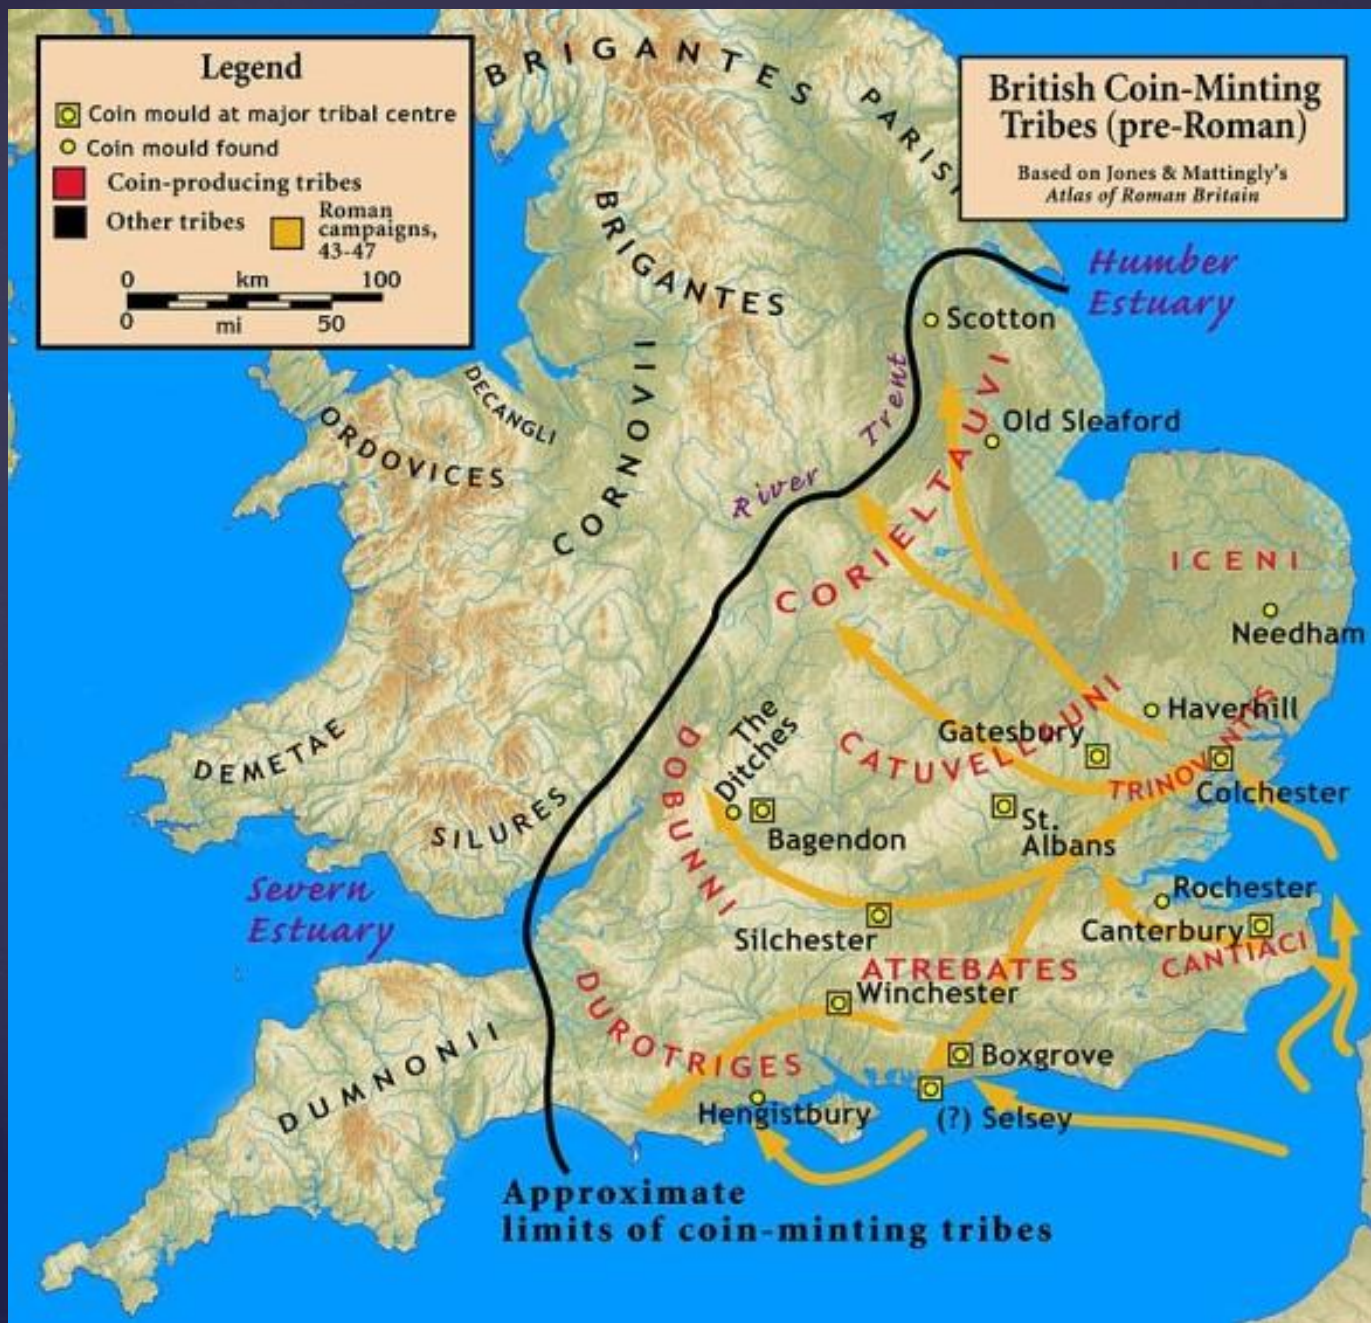 Legend
Coin mould at major tribal centre
Coin mould found
Coin-producing tribes
Other tribes
Roman
campaigns,
43-47
0 km 100
0 mi 50
British Coin-Minting
Tribes (pre-Roman)
Based on Jones & Mattingly's
Atlas of Roman Britain
BRIGANTES
PARISI
BRIGANTES
Humber
Estuary
Scotton
DECANGLI
ORDOVICES
CORNOVII
River Trent
Old Sleaford
CORIELTAUVI
ICENI
Needham
Haverhill
Gatesbury
CATUVELLAUNI
TRINOVANTES
Colchester
The
Ditches
DOBUNNI
Bagendon
St.
Albans
DEMETAE
SILURES
Severn
Estuary
Rochester
Canterbury
CANTIACI
Silchester
ATREBATES
Winchester
DUROTRIGES
DUMNONII
Boxgrove
Hengistbury
(?) Selsey
Approximate
limits of coin-minting tribes